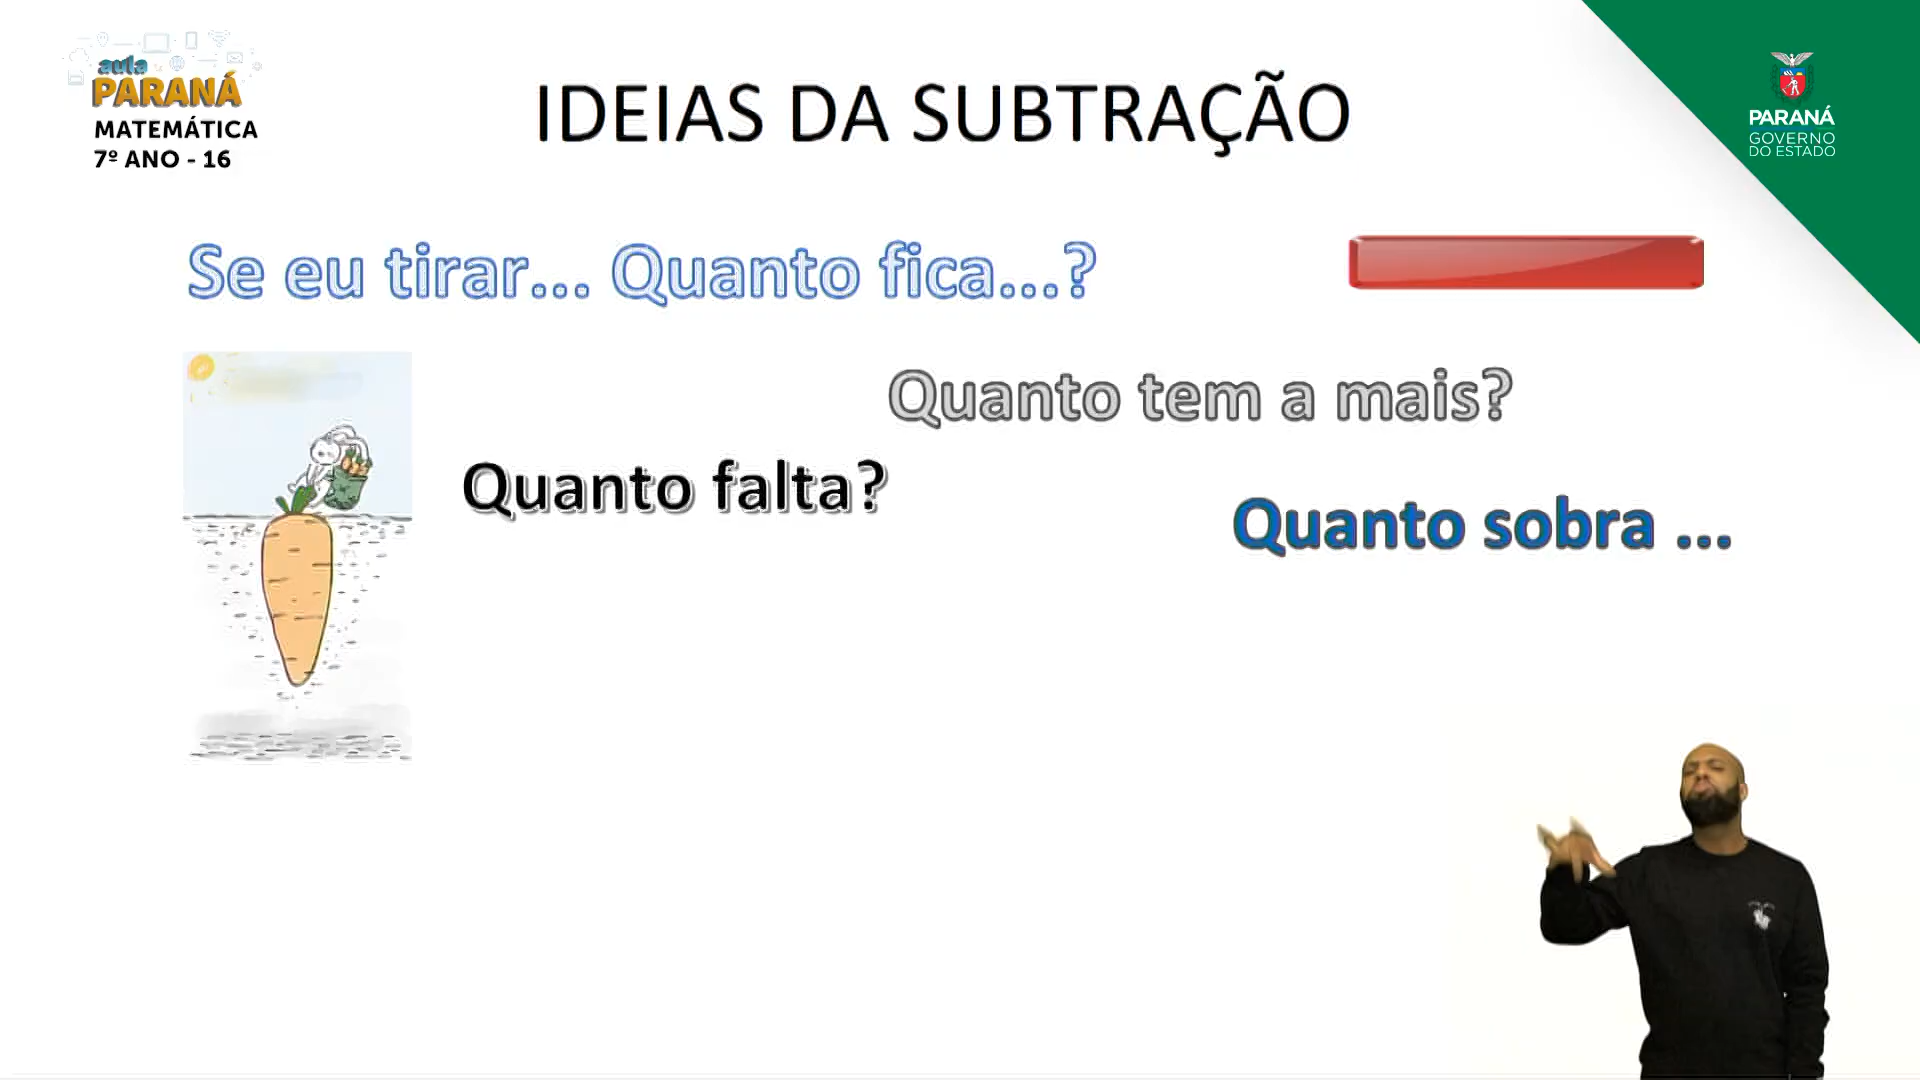 aula
PARANÁ
MATEMÁTICA
7º ANO - 16
IDEIAS DA SUBTRAÇÃO
PARANÁ
GOVERNO
DO ESTADO
Se eu tirar... Quanto fica...?
Quanto tem a mais?
Quanto falta?
Quanto sobra ...